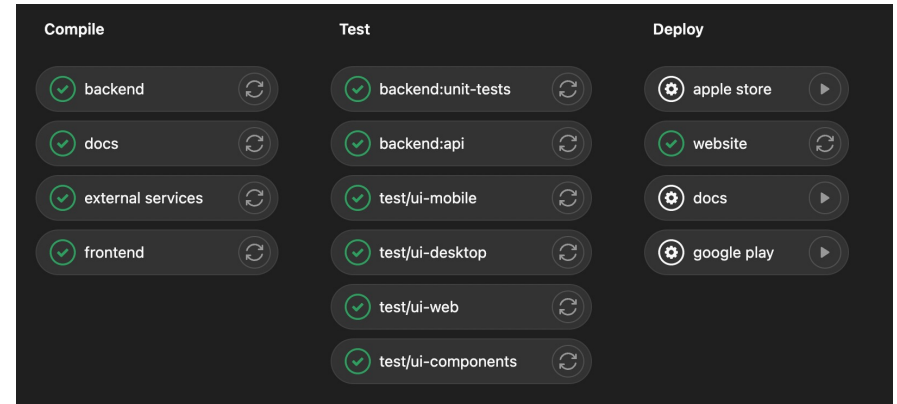 Compile
backend
docs
external services
frontend
Test
backend:unit-tests
backend:api
test/ui-mobile
test/ui-desktop
test/ui-web
test/ui-components
Deploy
apple store
website
docs
google play